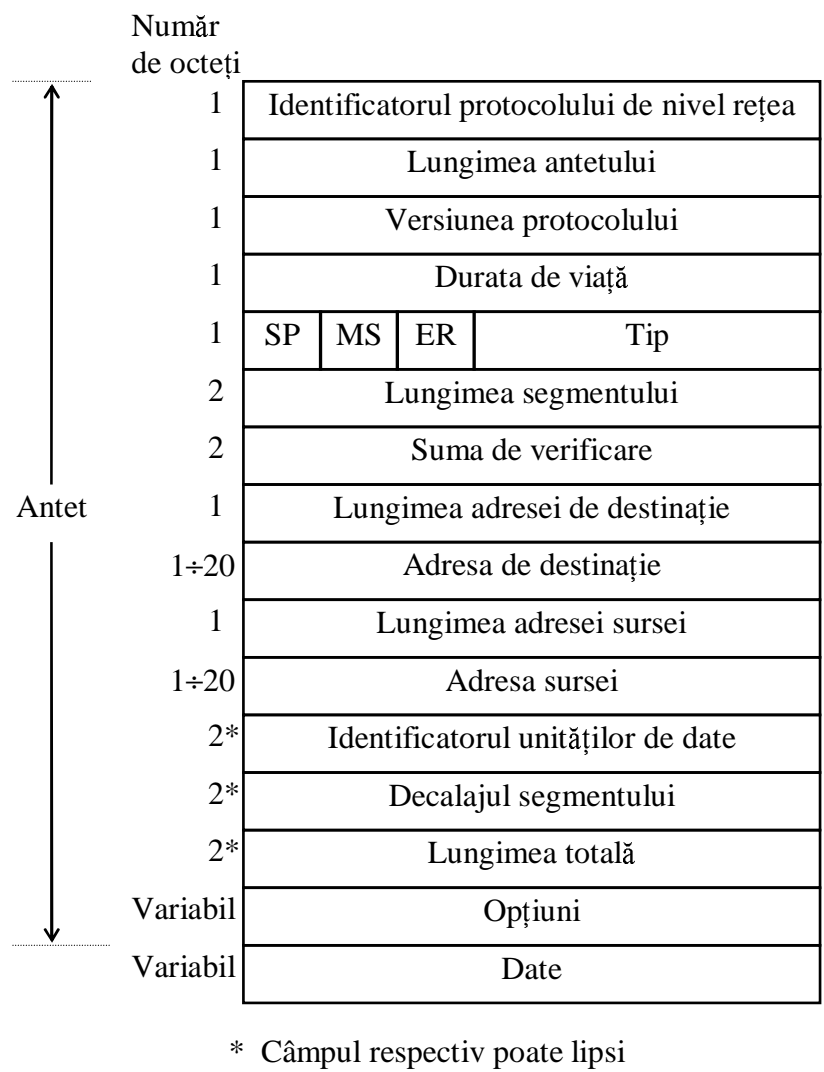 Număr
de octeți
1 Identificatorul protocolului de nivel rețea
1 Lungimea antetului
1 Versiunea protocolului
1 Durata de viață
1 SP MS ER Tip
2 Lungimea segmentului
2 Suma de verificare
Antet 1 Lungimea adresei de destinație
1÷20 Adresa de destinație
1 Lungimea adresei sursei
1÷20 Adresa sursei
2* Identificatorul unităților de date
2* Decalajul segmentului
2* Lungimea totală
Variabil Opțiuni
Variabil Date
* Câmpul respectiv poate lipsi